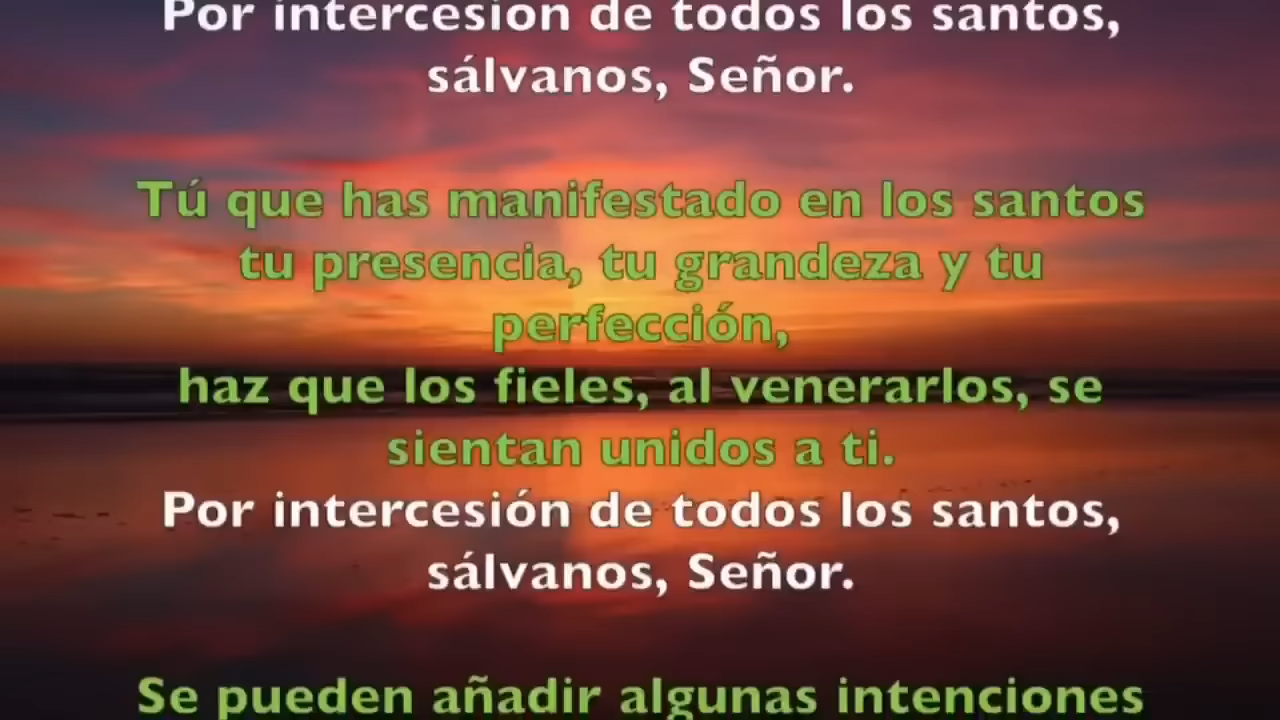 Por intercesión de todos los santos,
sálvanos, Señor.
Tú que has manifestado en los santos
tu presencia, tu grandeza y tu
perfección,
haz que los fieles, al venerarlos, se
sientan unidos a ti.
Por intercesión de todos los santos,
sálvanos, Señor.
Se pueden añadir algunas intenciones